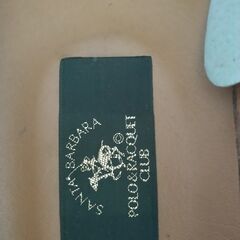 SANTA BARBARA
©
POLO & RACQUET
CLUB